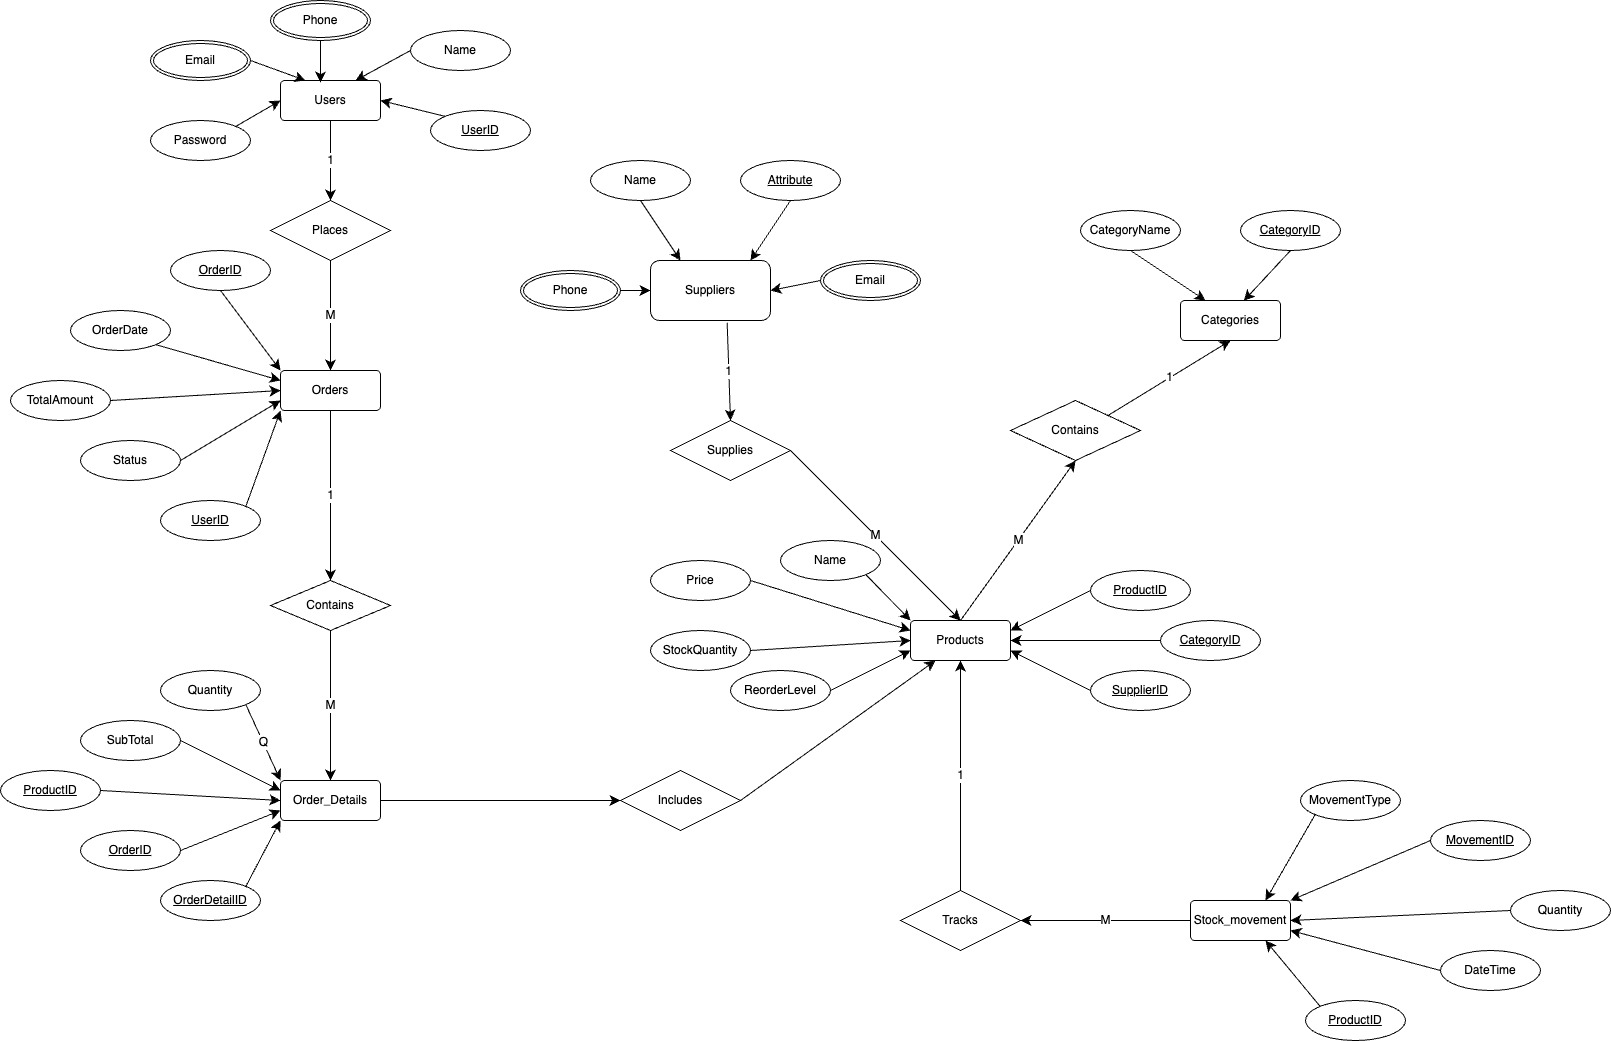 Phone
Email
Name
Users
Password
UserID
1
Places
M
OrderID
OrderDate
TotalAmount
Orders
Status
UserID
1
Contains
M
Quantity
Q
SubTotal
ProductID
Order_Details
OrderID
OrderDetailID
Includes
Name
Attribute
Phone
Suppliers
Email
1
Supplies
M
CategoryName
CategoryID
Categories
1
Contains
M
Name
Price
StockQuantity
ReorderLevel
Products
ProductID
CategoryID
SupplierID
1
Tracks
M
Stock_movement
MovementType
MovementID
Quantity
DateTime
ProductID